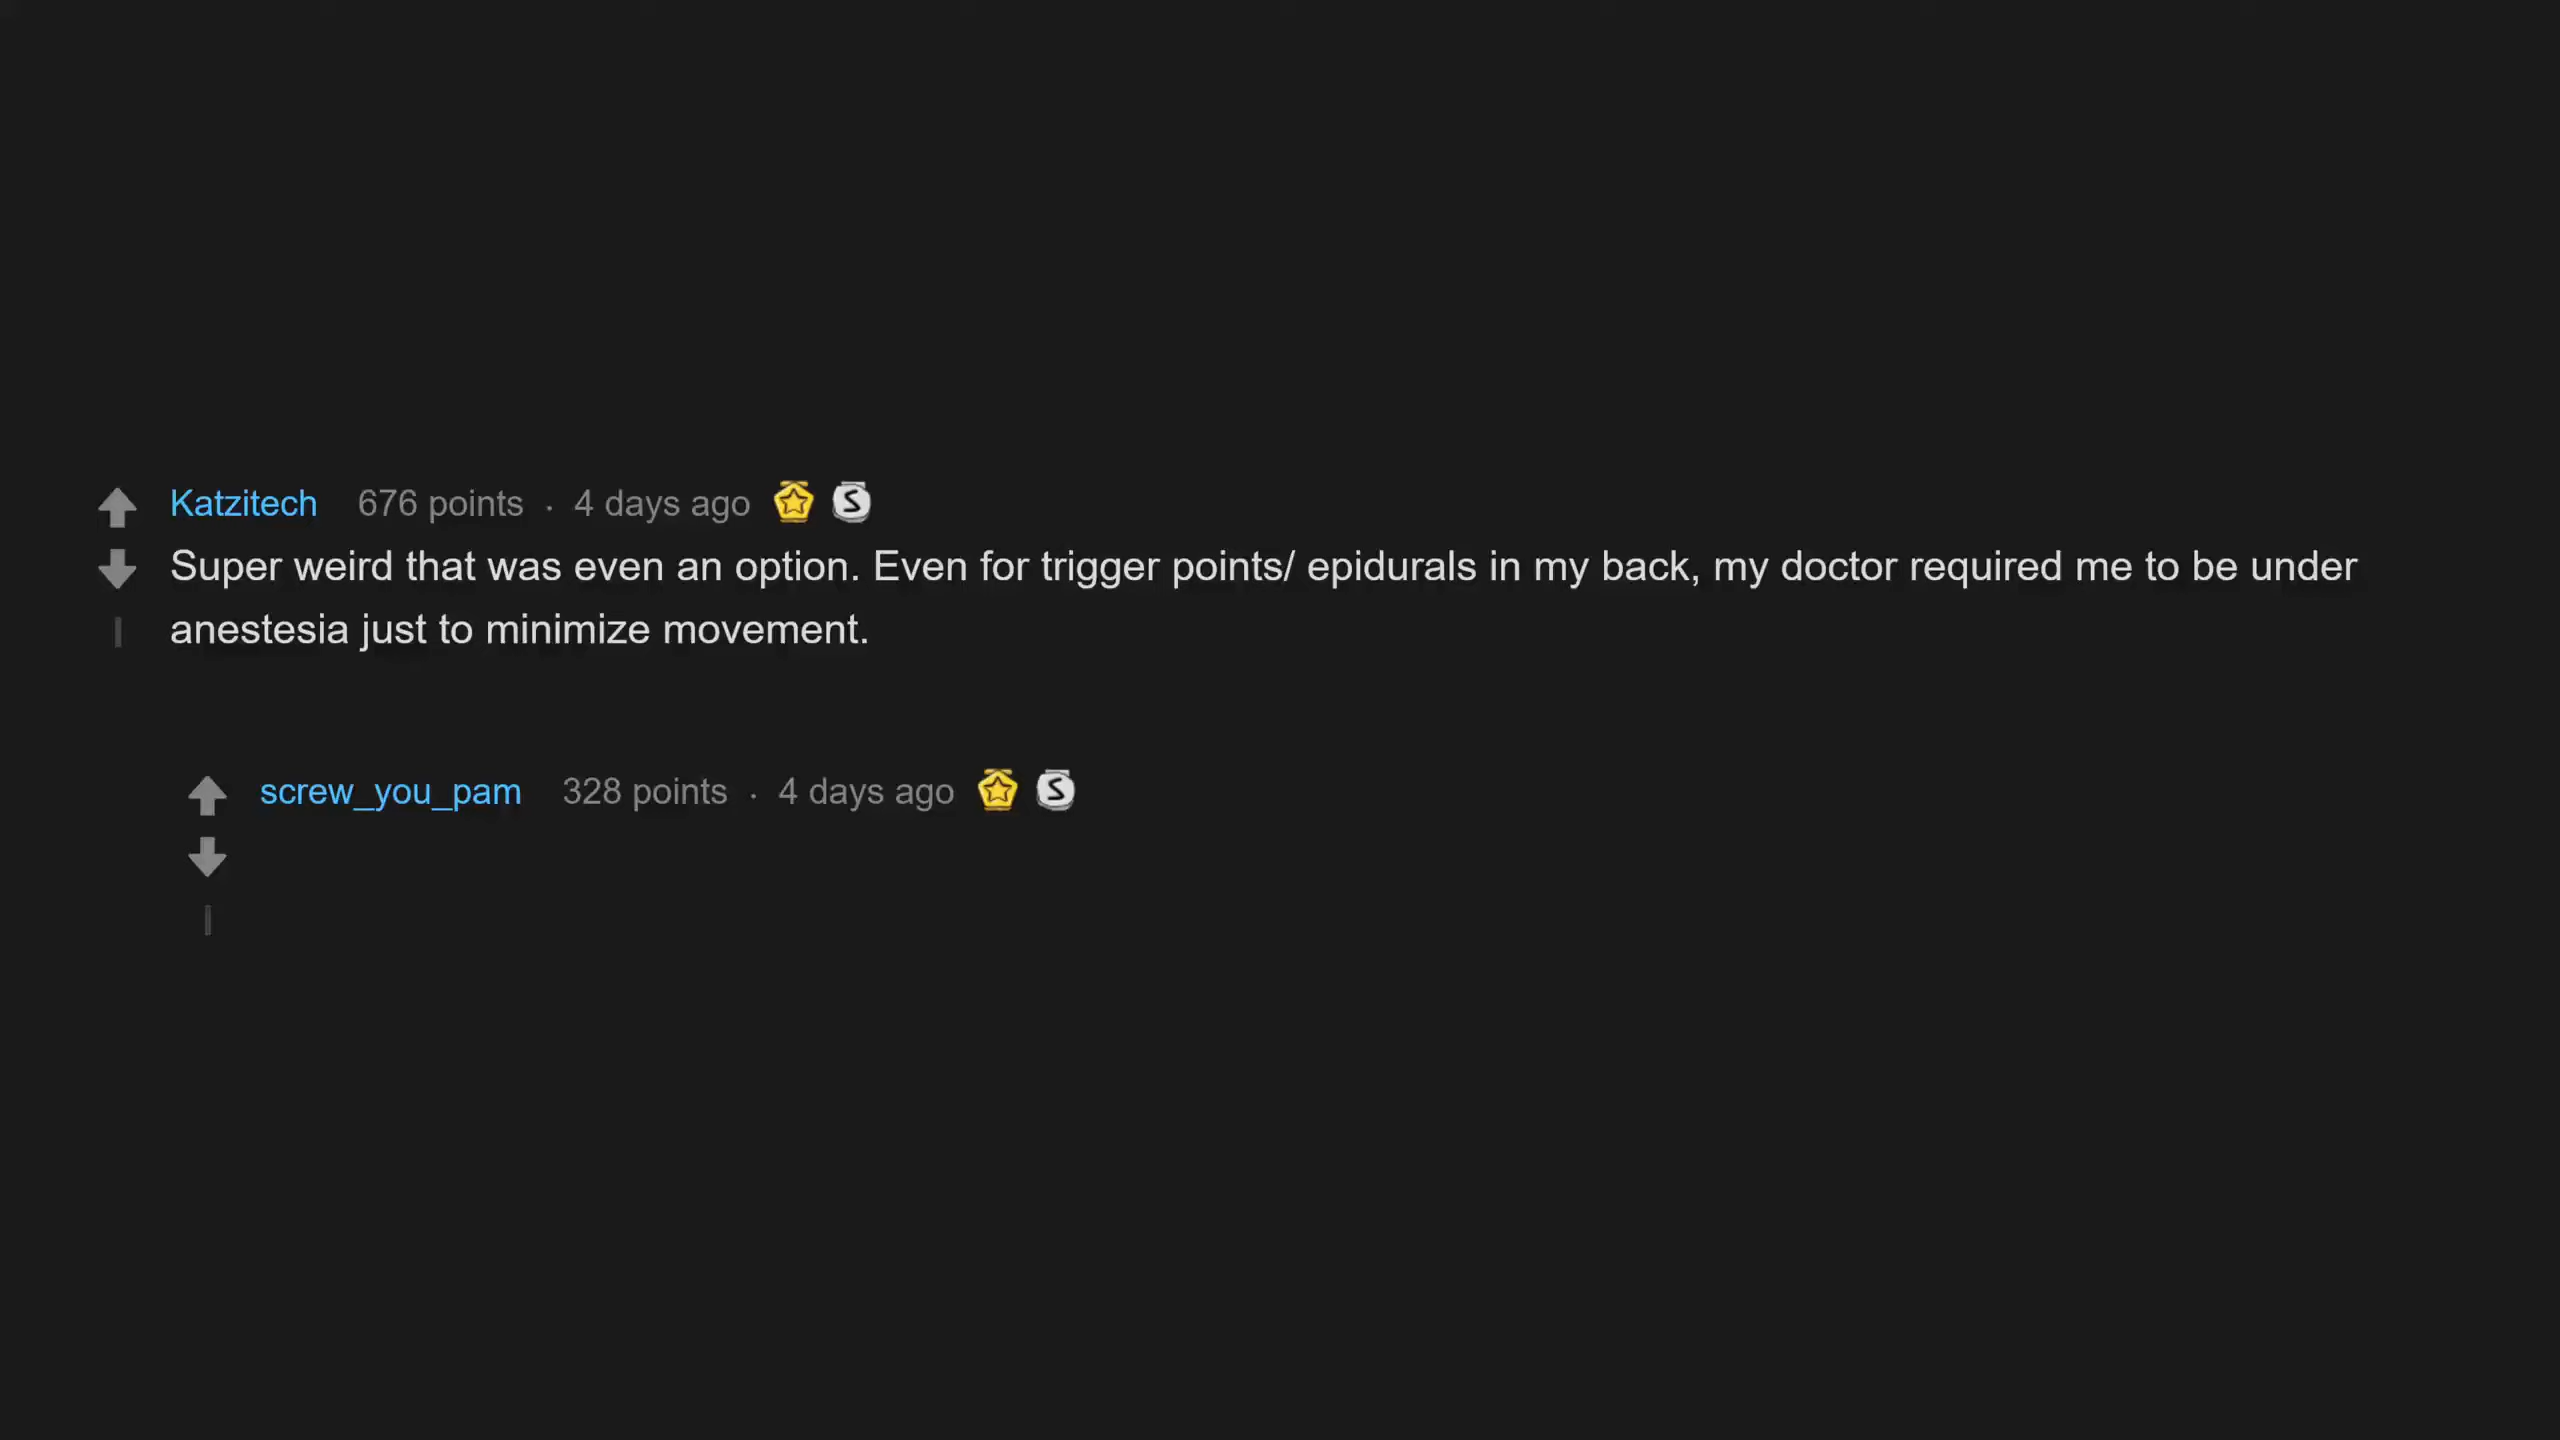 Katzitech 676 points · 4 days ago
Super weird that was even an option. Even for trigger points/ epidurals in my back, my doctor required me to be under
anestesia just to minimize movement.
screw_you_pam 328 points · 4 days ago